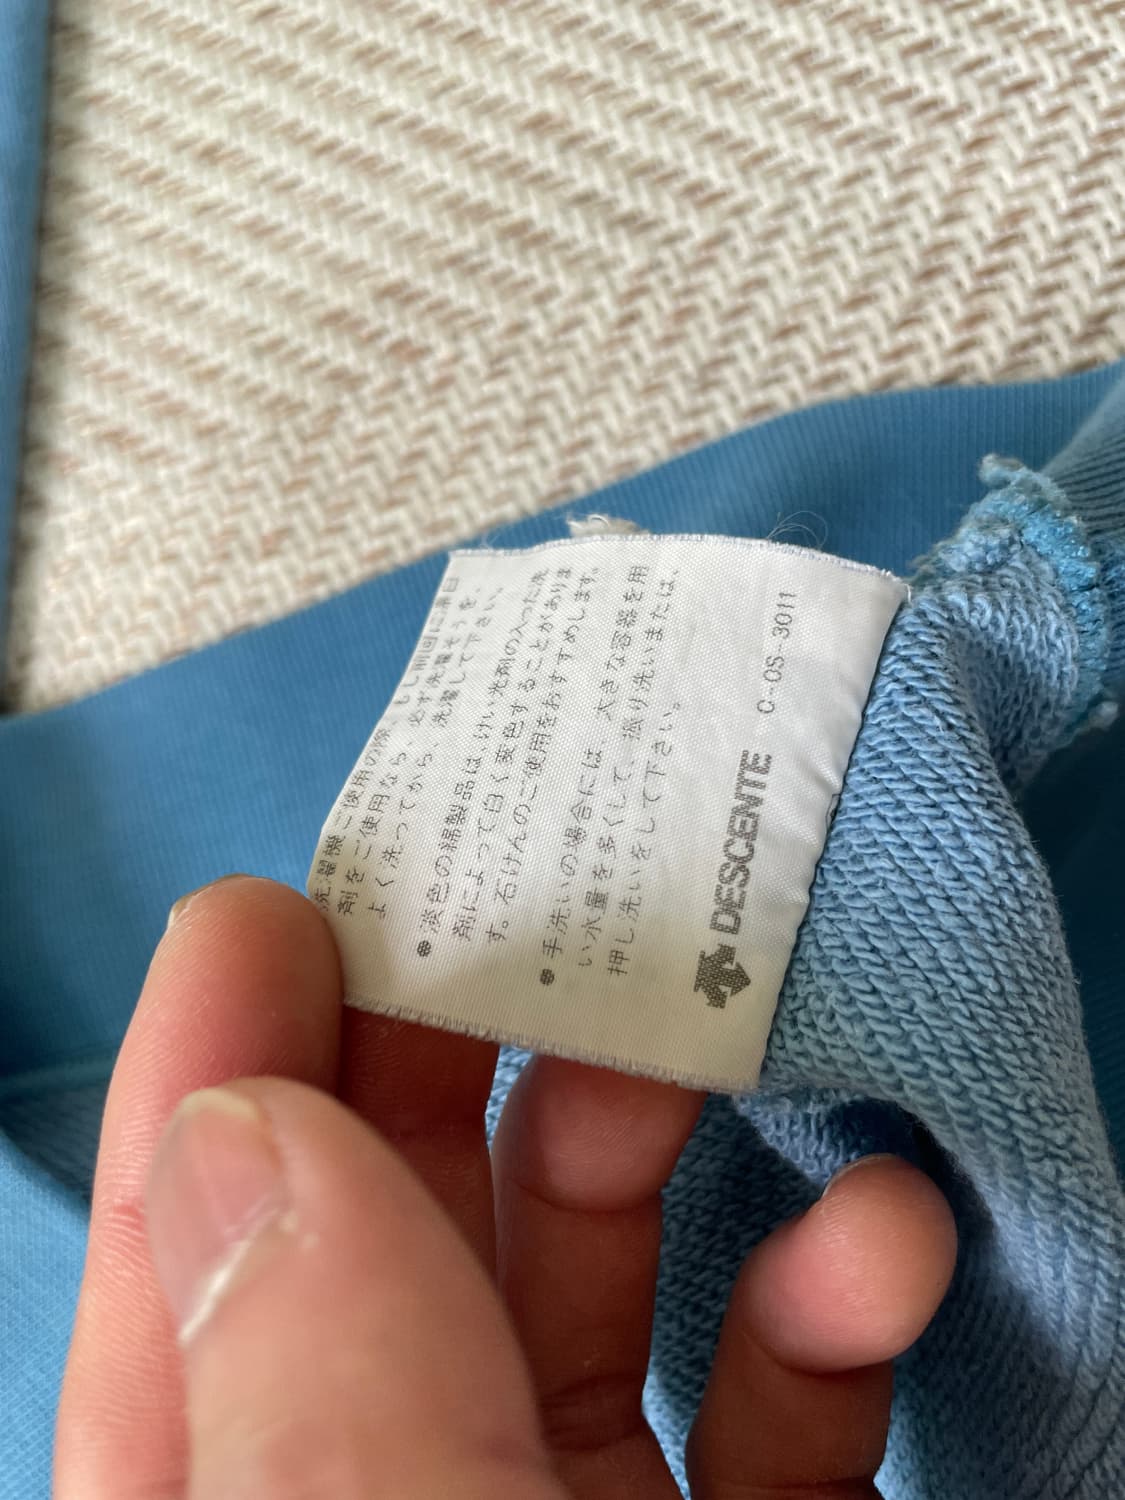 洗濯機ご使用の際、もし前回に漂白
剤をご使用なら、必ず洗濯そうを、
よく洗ってから、洗濯して下さい。
●淡色の綿製品は、けい光剤の入った洗
剤によって白く変色することがありま
す。石けんのご使用をおすすめします。
●手洗いの場合には、大きな容器を用
い水量を多くして、振り洗いまたは、
押し洗いをして下さい。
DESCENTE C-OS-3011